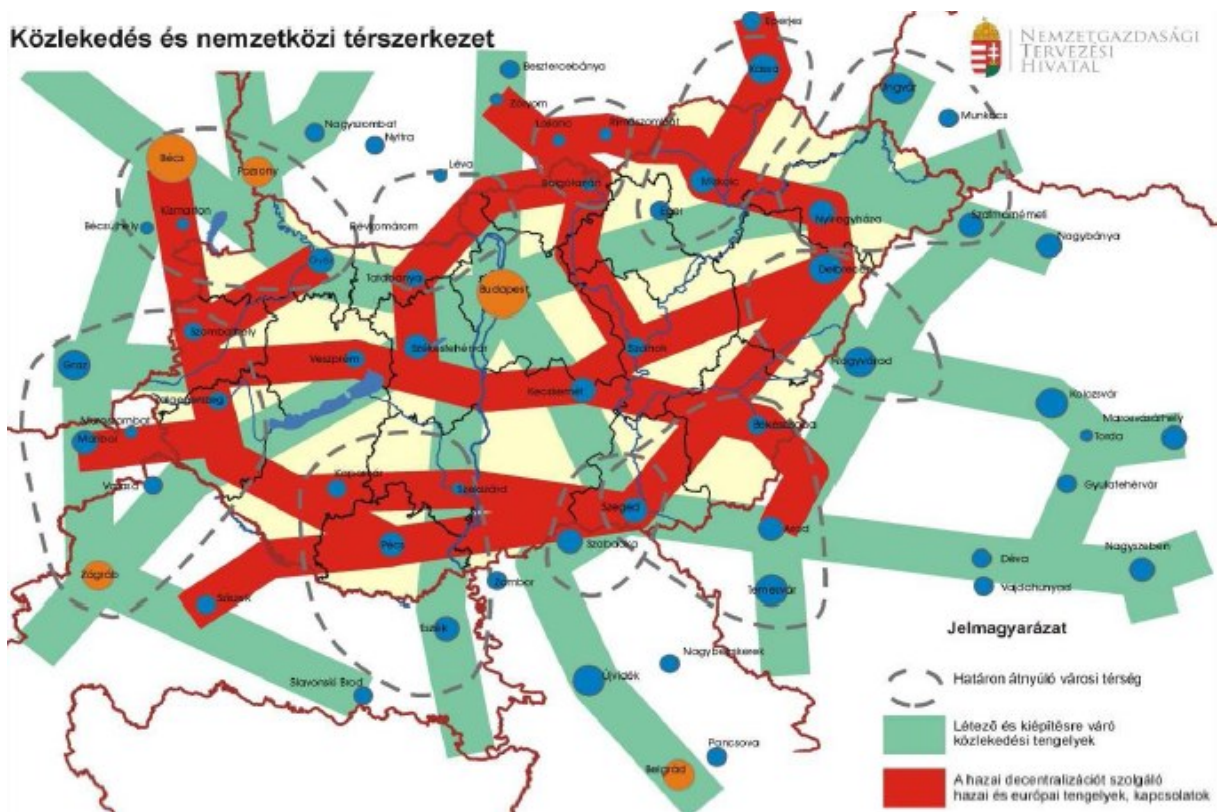 Közlekedés és nemzetközi térszerkezet
NEMZETGAZDASÁGI
TERVEZÉSI
HIVATAL
Eperjes
Kassa
Besztercebánya
Ungvár
Munkács
Zólyom
Nagyszombat
Nyitra
Losonc
Rimaszombat
Bécs
Pozsony
Léva
Salgótarján
Miskolc
Kismarton
Bécsújhely
Révkomárom
Eger
Nyíregyháza
Szatmárnémeti
Nagybánya
Győr
Tatabánya
Budapest
Debrecen
Szombathely
Székesfehérvár
Szolnok
Graz
Veszprém
Nagyvárad
Kecskemét
Zalaegerszeg
Kolozsvár
Muraszombat
Maribor
Békéscsaba
Marosvásárhely
Torda
Varasd
Kaposvár
Szekszárd
Gyulafehérvár
Szeged
Arad
Pécs
Szabadka
Déva
Nagyszeben
Zágráb
Zombor
Temesvár
Vajdahunyad
Sziszek
Eszék
Jelmagyarázat
Nagybecskerek
Újvidék
Slavonski Brod
Határon átnyúló városi térség
Létező és kiépítésre váró
közlekedési tengelyek
Pancsova
Belgrád
A hazai decentralizációt szolgáló
hazai és európai tengelyek, kapcsolatok